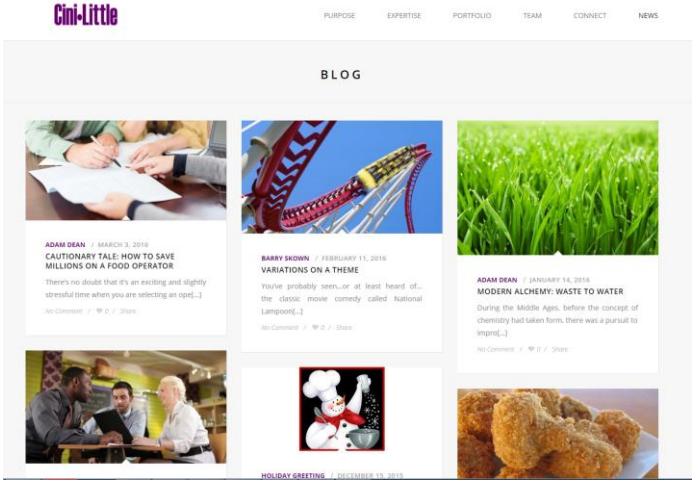 Cini•Little
PURPOSE EXPERTISE PORTFOLIO TEAM CONNECT NEWS
BLOG
ADAM DEAN / MARCH 3, 2016
CAUTIONARY TALE: HOW TO SAVE
MILLIONS ON A FOOD OPERATOR
There's no doubt that it's an exciting and slightly
stressful time when you are selecting an ope[...]
No Comment / ♥ 0 / Share
BARRY SKOWN / FEBRUARY 11, 2016
VARIATIONS ON A THEME
You've probably seen...or at least heard of...
the classic movie comedy called National
Lampoon[...]
No Comment / ♥ 0 / Share
ADAM DEAN / JANUARY 14, 2016
MODERN ALCHEMY: WASTE TO WATER
During the Middle Ages, before the concept of
chemistry had taken form, there was a pursuit to
impro[...]
No Comment / ♥ 0 / Share
HOLIDAY GREETING / DECEMBER 15, 2015